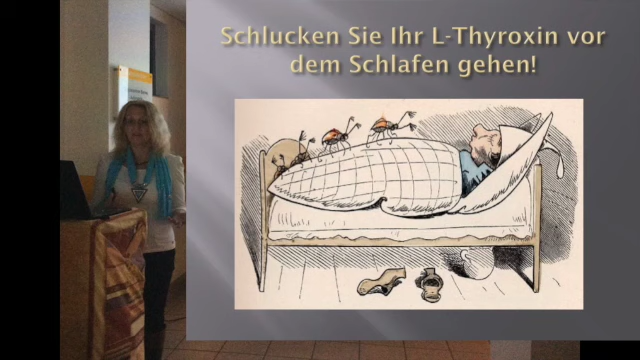 Schlucken Sie Ihr L-Thyroxin vor
dem Schlafen gehen!